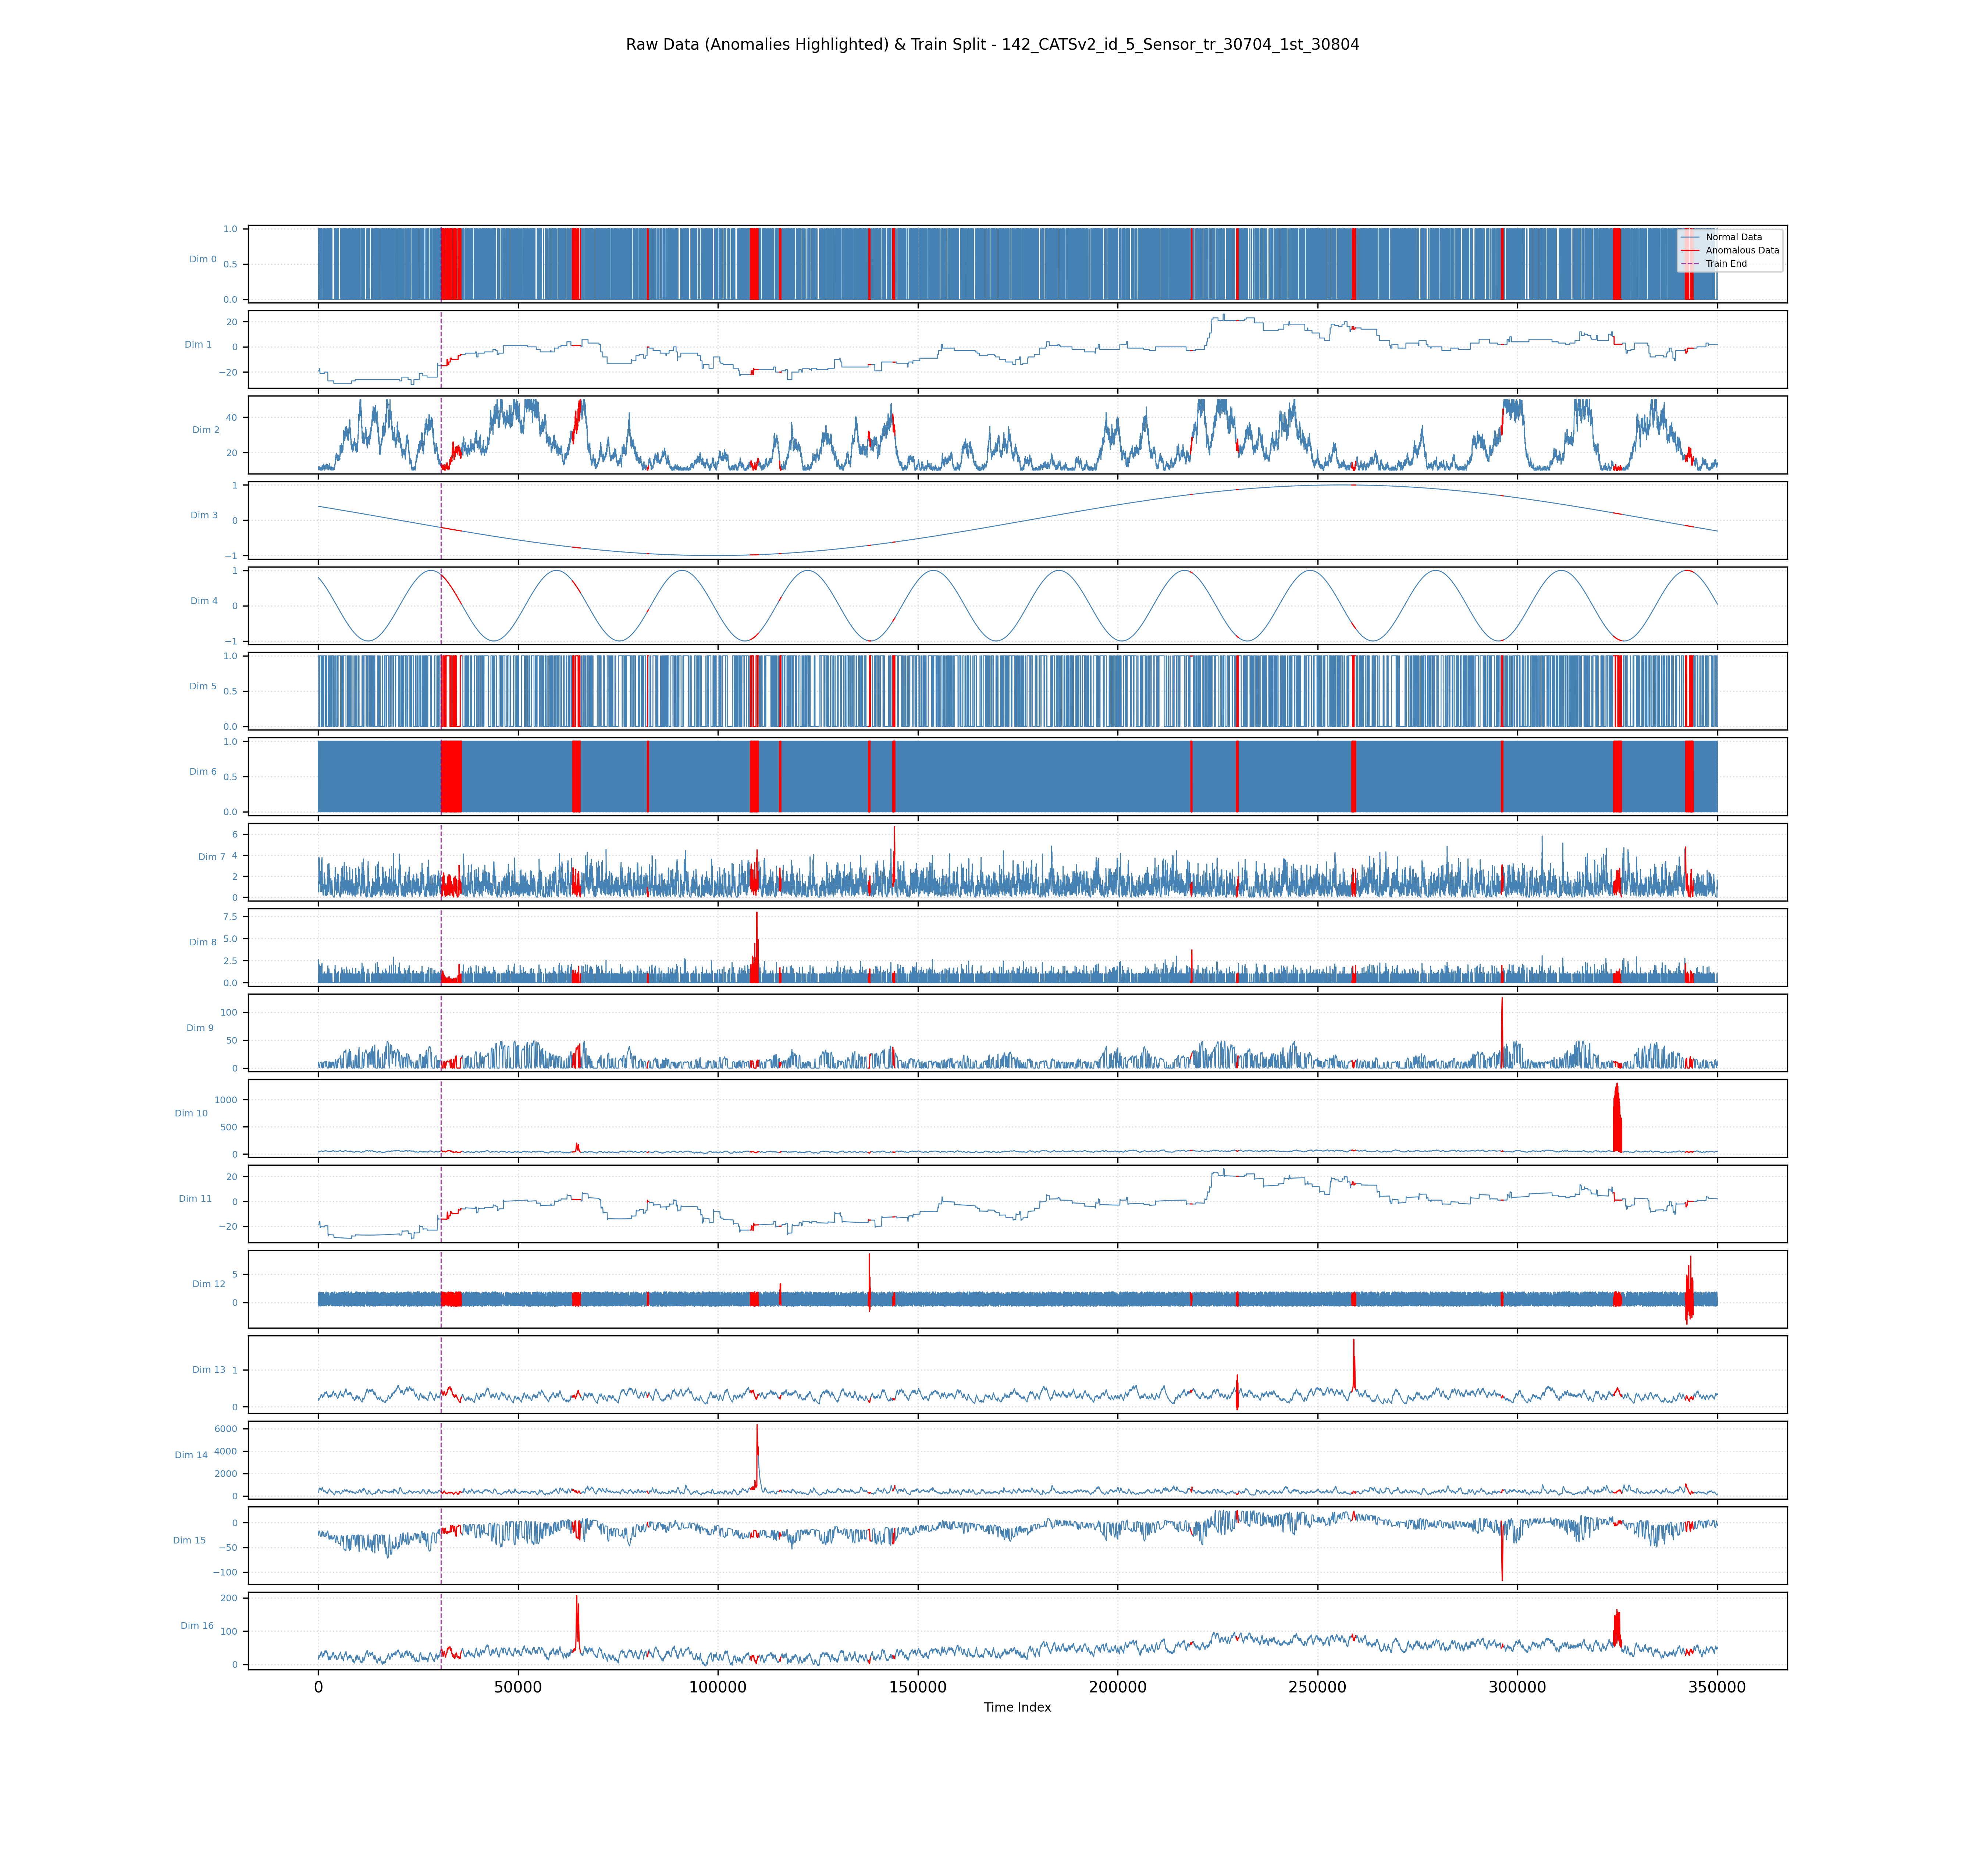 Raw Data (Anomalies Highlighted) & Train Split - 142_CATSv2_id_5_Sensor_tr_30704_1st_30804
Dim 0
1.0
0.5
0.0
Normal Data
Anomalous Data
Train End
Dim 1
20
0
−20
Dim 2
40
20
Dim 3
1
0
−1
Dim 4
1
0
−1
Dim 5
1.0
0.5
0.0
Dim 6
1.0
0.5
0.0
Dim 7
6
4
2
0
Dim 8
7.5
5.0
2.5
0.0
Dim 9
100
50
0
Dim 10
1000
500
0
Dim 11
20
0
−20
Dim 12
5
0
Dim 13
1
0
Dim 14
6000
4000
2000
0
Dim 15
0
−50
−100
Dim 16
200
100
0
0 50000 100000 150000 200000 250000 300000 350000
Time Index